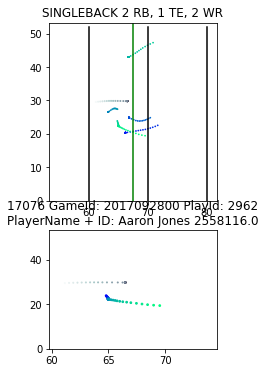 SINGLEBACK 2 RB, 1 TE, 2 WR
50
40
30
20
10
0
60 70 80
17076 GameId: 2017092800 PlayId: 2962
PlayerName + ID: Aaron Jones 2558116.0
40
20
0
60 65 70